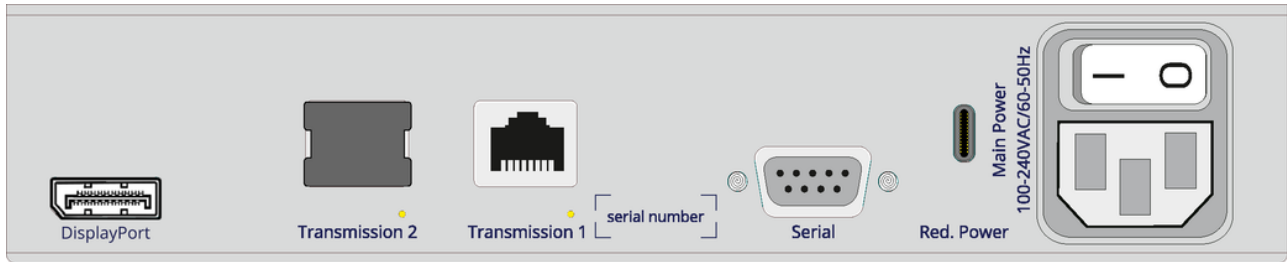 DisplayPort
Transmission 2
Transmission 1
serial number
Serial
Red. Power
Main Power
100-240VAC/60-50Hz